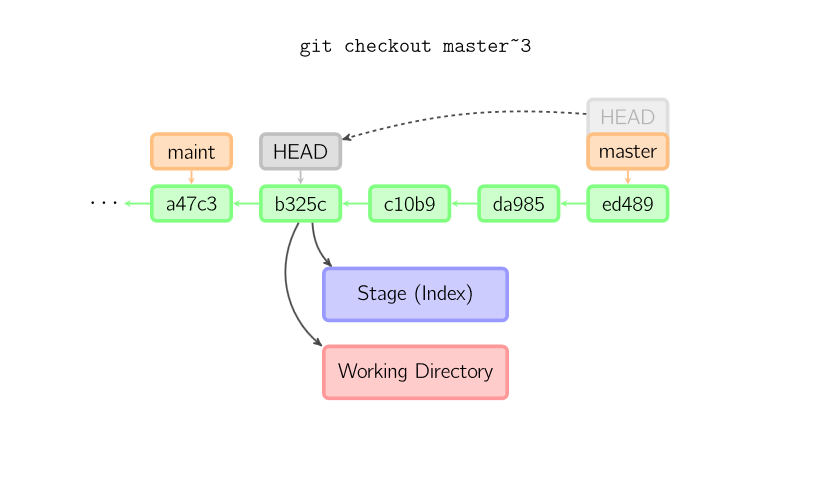 git checkout master~3
HEAD
maint HEAD master
... a47c3 b325c c10b9 da985 ed489
Stage (Index)
Working Directory